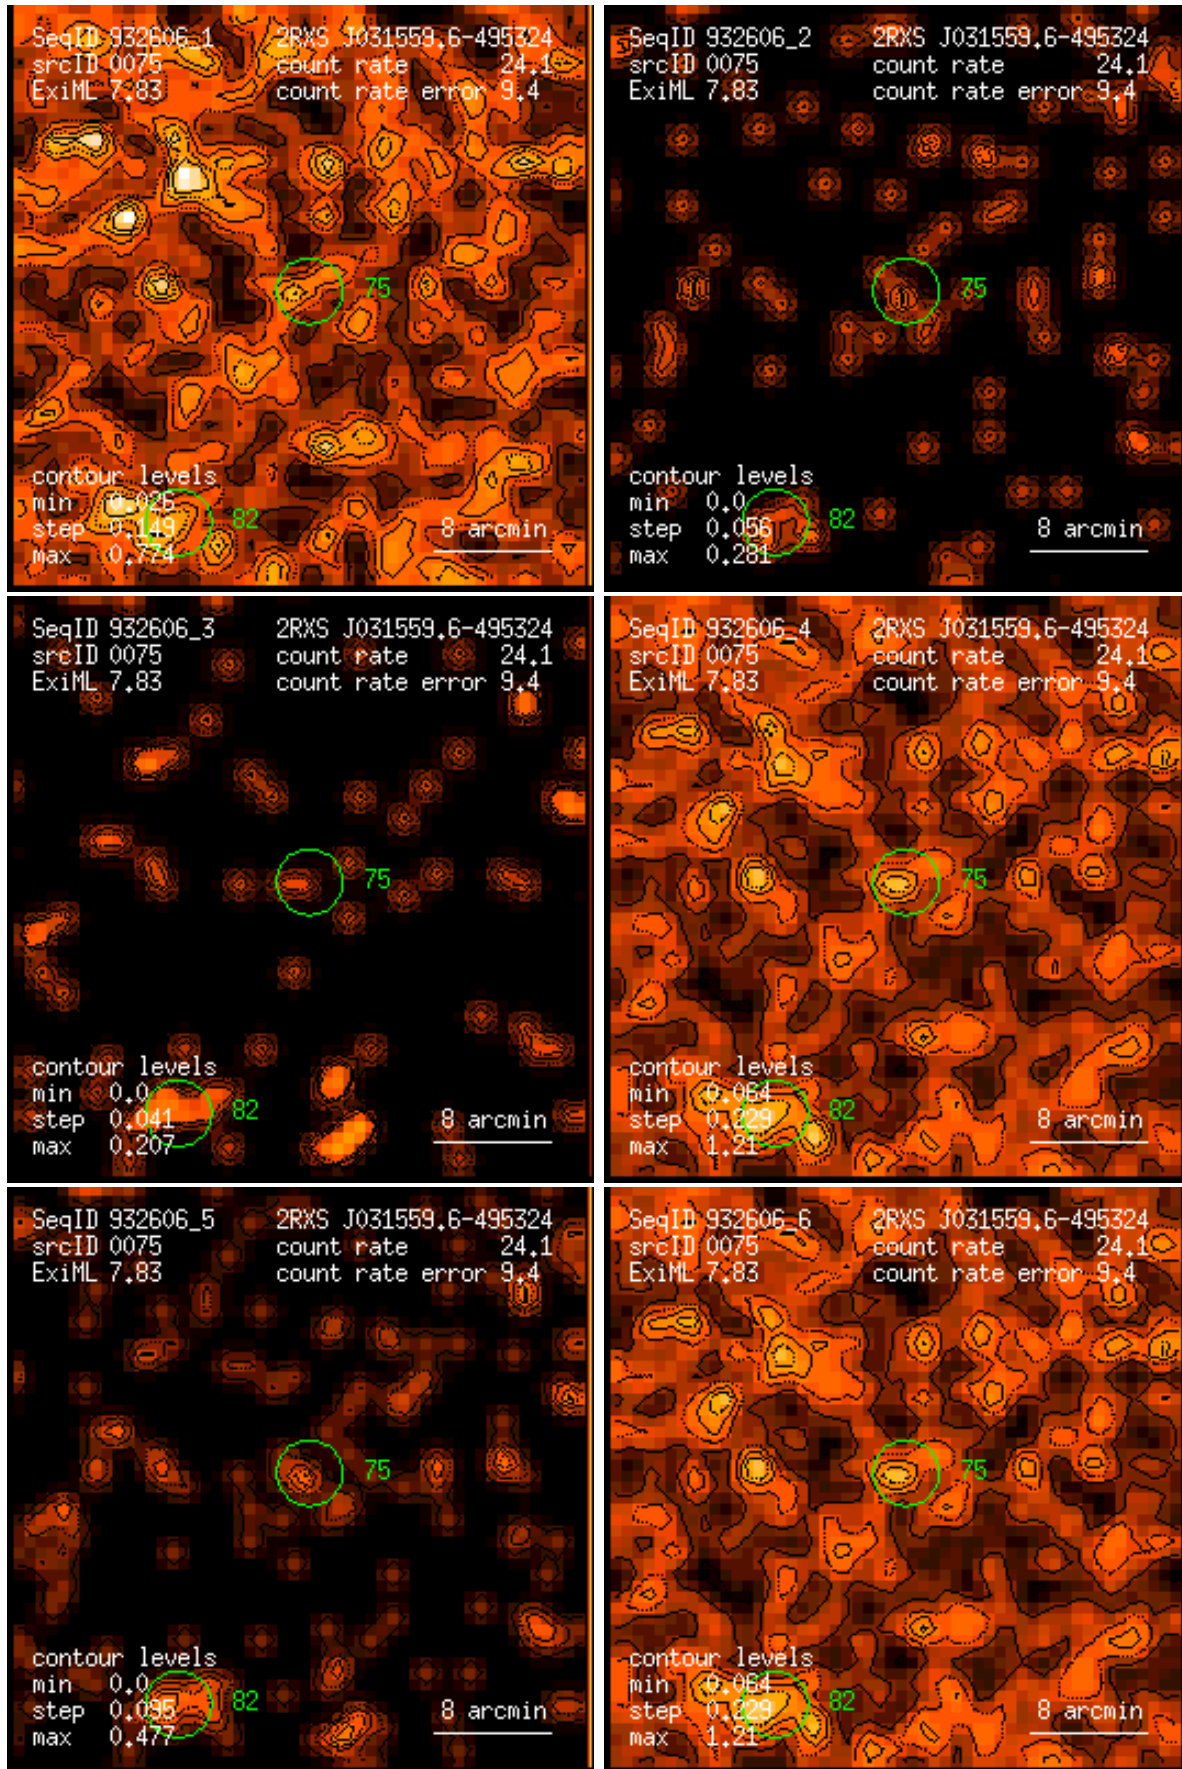 SeqID 932606_1 2RXS J031559.6-495324
srcID 0075 count rate 24.1
ExiML 7.83 count rate error 9.4
75
contour levels
min 0.026
step 0.149 82 8 arcmin
max 0.774
SeqID 932606_2 2RXS J031559.6-495324
srcID 0075 count rate 24.1
ExiML 7.83 count rate error 9.4
75
contour levels
min 0.0
step 0.056 82 8 arcmin
max 0.281
SeqID 932606_3 2RXS J031559.6-495324
srcID 0075 count rate 24.1
ExiML 7.83 count rate error 9.4
75
contour levels
min 0.0
step 0.041 82 8 arcmin
max 0.207
SeqID 932606_4 2RXS J031559.6-495324
srcID 0075 count rate 24.1
ExiML 7.83 count rate error 9.4
75
contour levels
min 0.064
step 0.229 82 8 arcmin
max 1.21
SeqID 932606_5 2RXS J031559.6-495324
srcID 0075 count rate 24.1
ExiML 7.83 count rate error 9.4
75
contour levels
min 0.0
step 0.095 82 8 arcmin
max 0.477
SeqID 932606_6 2RXS J031559.6-495324
srcID 0075 count rate 24.1
ExiML 7.83 count rate error 9.4
75
contour levels
min 0.064
step 0.229 82 8 arcmin
max 1.21